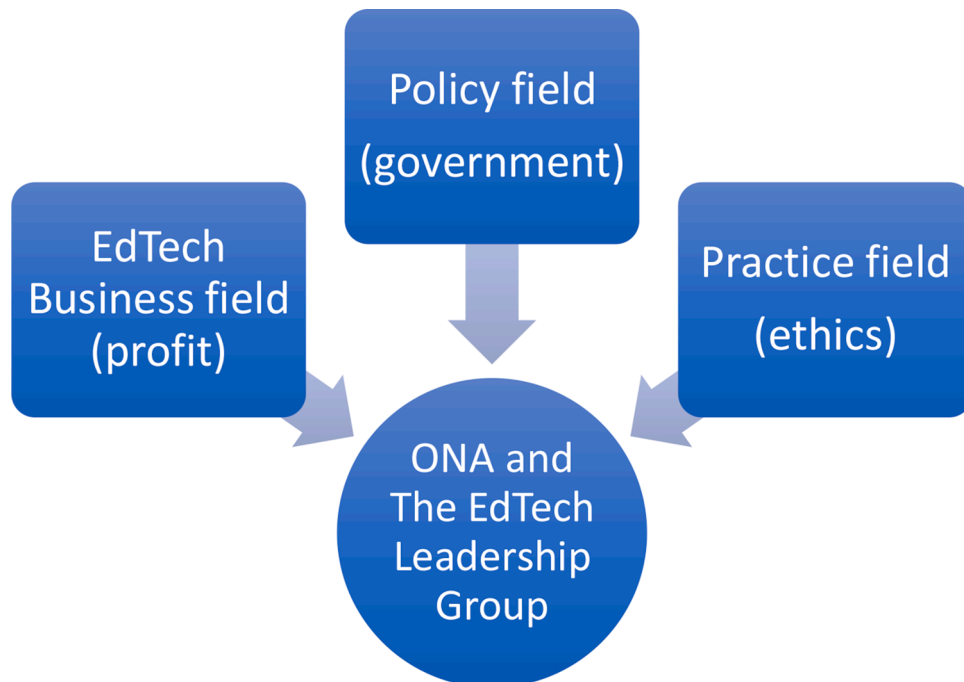 Policy field
(government)
EdTech
Business field
(profit)
Practice field
(ethics)
ONA and
The EdTech
Leadership
Group